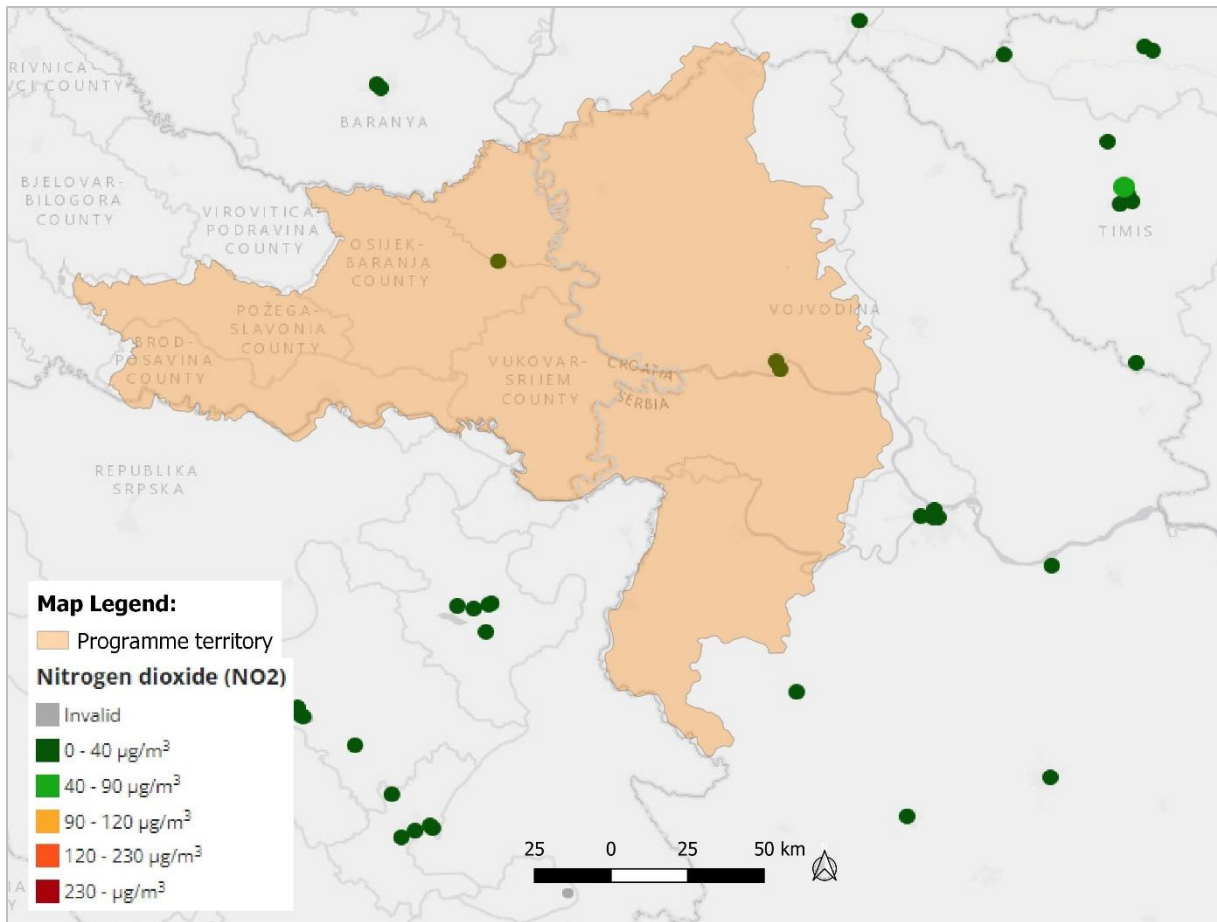 RIVNICA-
VCI COUNTY
BARANYA
BJELOVAR-
BILOGORA
COUNTY
VIROVITICA-
PODRAVINA
COUNTY
OSIJEK-
BARANJA
COUNTY
TIMIS
POŽEGA-
SLAVONIA
COUNTY
VOJVODINA
BROD-
POSAVINA
COUNTY
VUKOVAR-
SRIJEM
COUNTY
CROATIA
SERBIA
REPUBLIKA
SRPSKA
Map Legend:
Programme territory
Nitrogen dioxide (NO2)
Invalid
0 - 40 µg/m³
40 - 90 µg/m³
90 - 120 µg/m³
120 - 230 µg/m³
230 - µg/m³
25 0 25 50 km